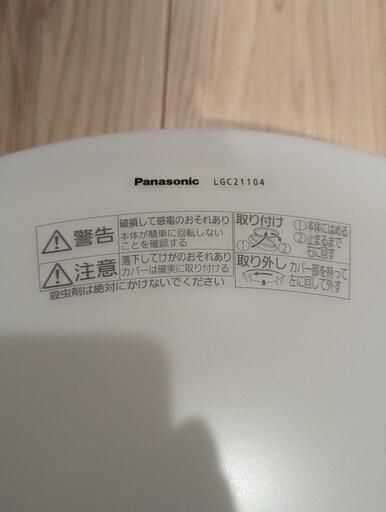 Panasonic LGC21104
警告
破損して感電のおそれあり
本体が簡単に回転しない
ことを確認する
注意
落下してけがのおそれあり
カバーは確実に取り付ける
殺虫剤は絶対にかけないでください
取り付け
① ②
①本体にはめる
②止まるまで
右に回す
取り外し
カバー部を持って
左に回して外す